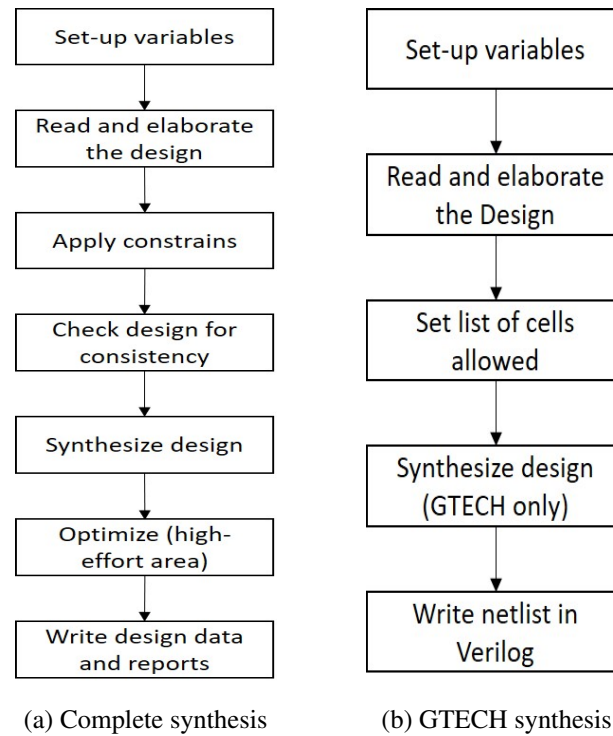 Set-up variables
Read and elaborate
the design
Apply constrains
Check design for
consistency
Synthesize design
Optimize (high-
effort area)
Write design data
and reports
(a) Complete synthesis
Set-up variables
Read and elaborate
the Design
Set list of cells
allowed
Synthesize design
(GTECH only)
Write netlist in
Verilog
(b) GTECH synthesis